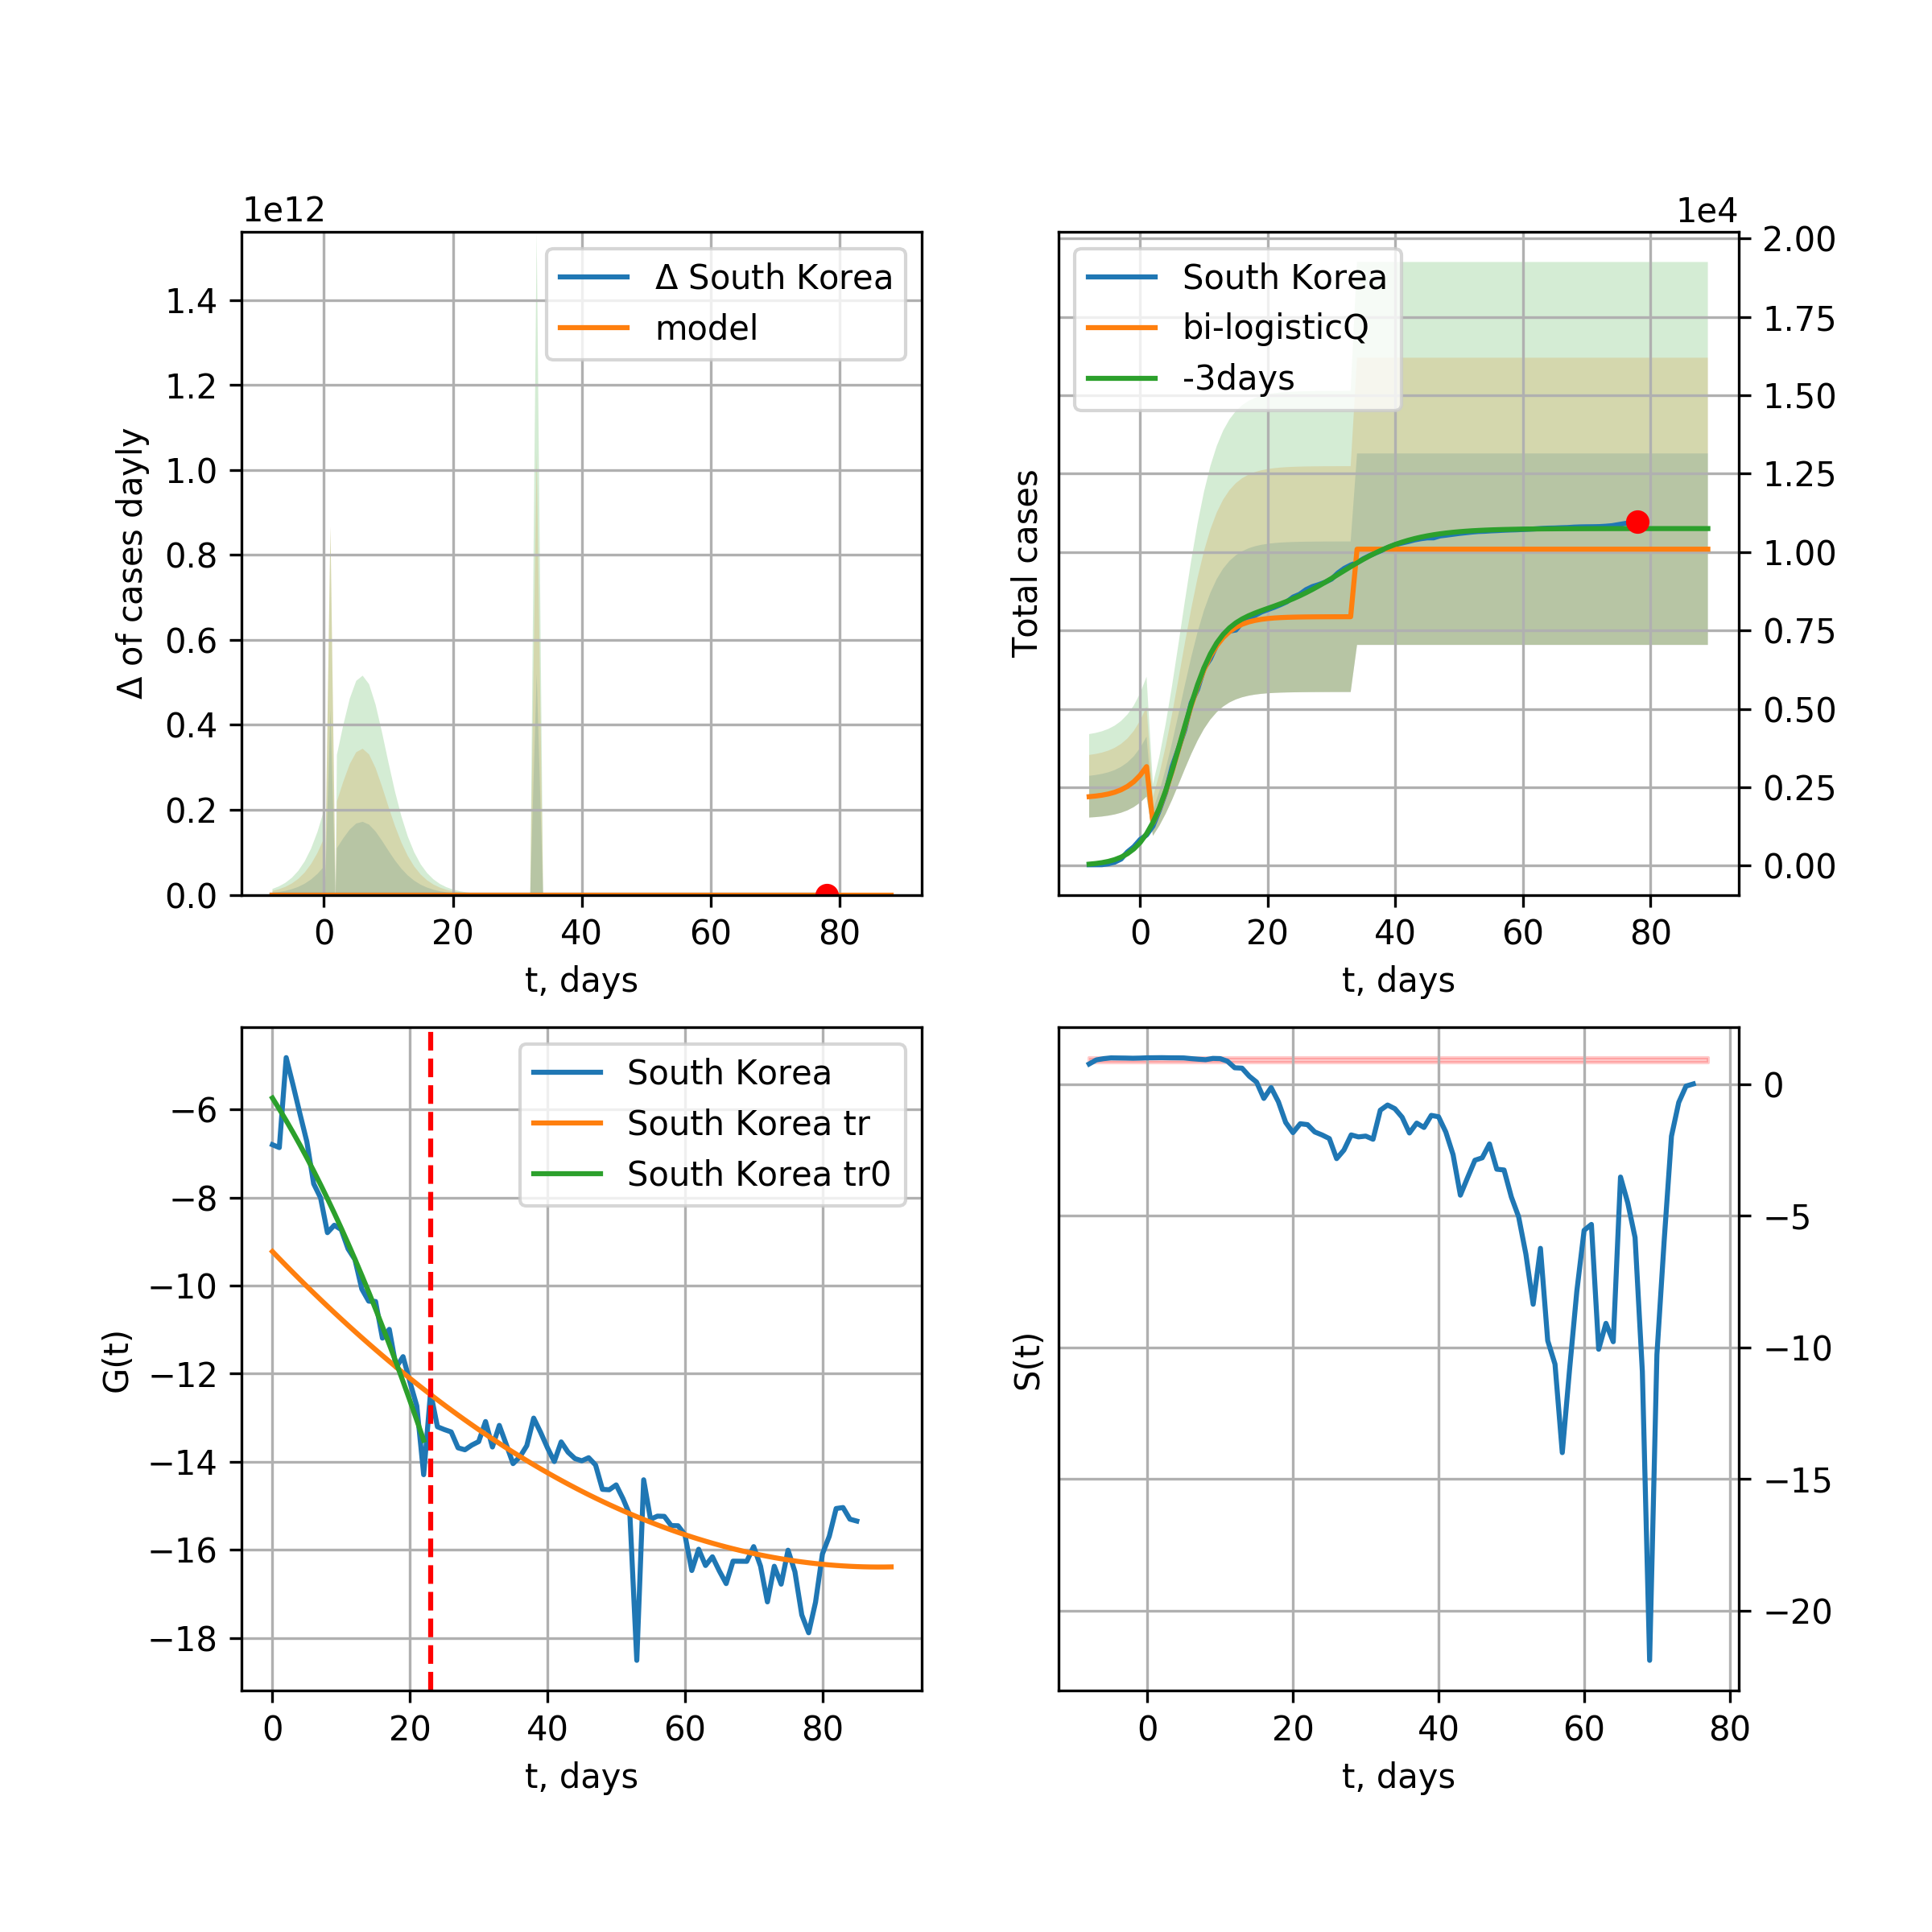 1e12
Δ South Korea
model
1.4
1.2
1.0
0.8
0.6
0.4
0.2
0.0
Δ of cases dayly
0 20 40 60 80
t, days
1e4
South Korea
bi-logisticQ
-3days
2.00
1.75
1.50
1.25
1.00
0.75
0.50
0.25
0.00
Total cases
0 20 40 60 80
t, days
South Korea
South Korea tr
South Korea tr0
−6
−8
−10
−12
−14
−16
−18
G(t)
0 20 40 60 80
t, days
0
−5
−10
−15
−20
S(t)
0 20 40 60 80
t, days